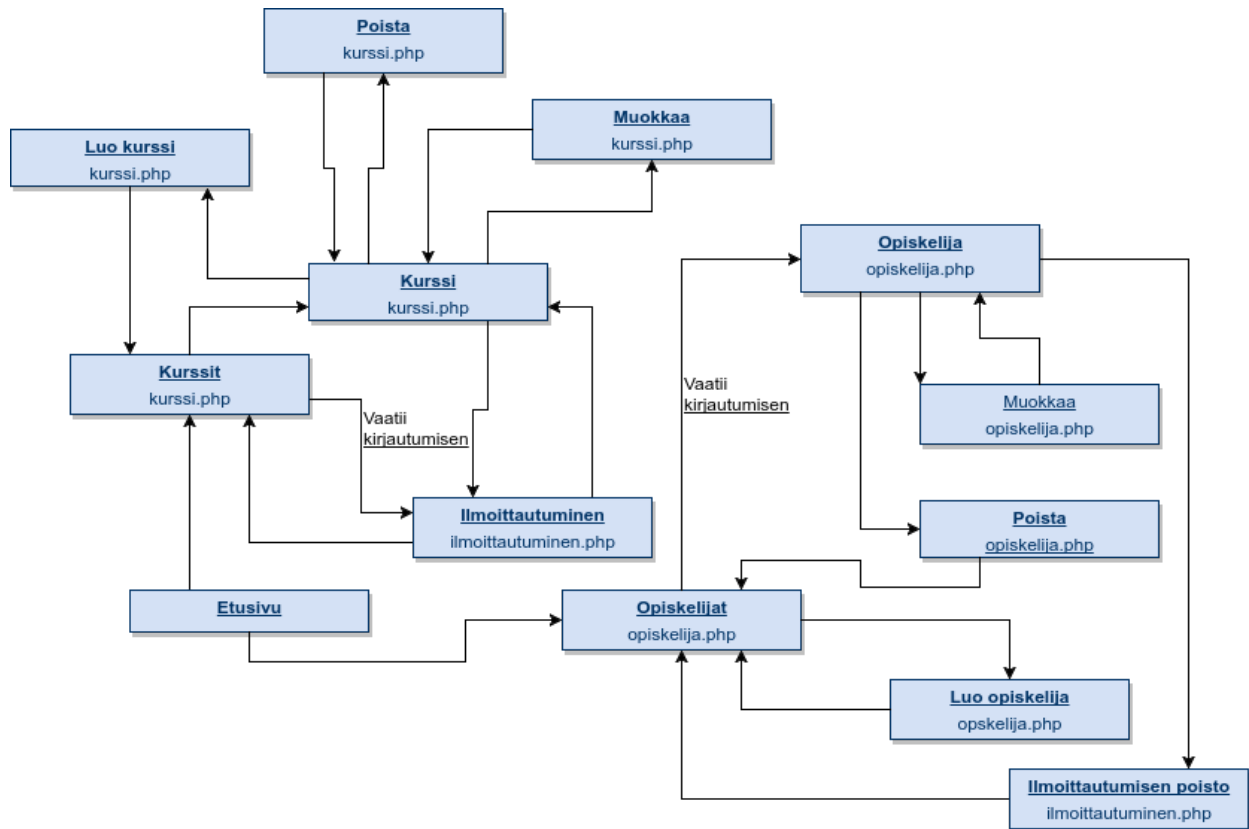 Poista
kurssi.php
Muokkaa
kurssi.php
Luo kurssi
kurssi.php
Kurssi
kurssi.php
Opiskelija
opiskelija.php
Kurssit
kurssi.php
Vaatii
kirjautumisen
Vaatii
kirjautumisen
Muokkaa
opiskelija.php
Ilmoittautuminen
ilmoittautuminen.php
Poista
opiskelija.php
Etusivu
Opiskelijat
opiskelija.php
Luo opiskelija
opskelija.php
Ilmoittautumisen poisto
ilmoittautuminen.php